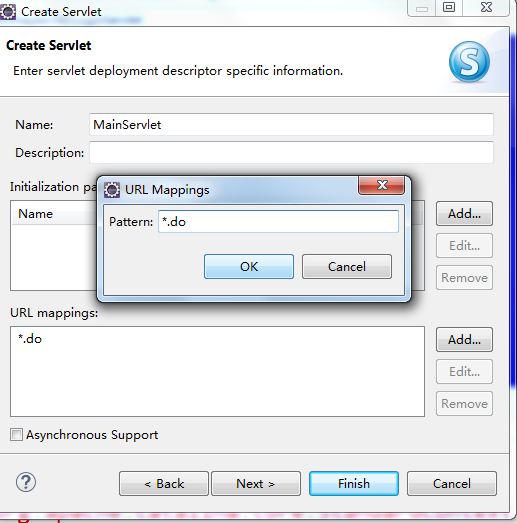 Create Servlet
Create Servlet
Enter servlet deployment descriptor specific information.
S
Name: MainServlet
Description:
URL Mappings
Pattern: *.do
OK Cancel
Initialization pa
Name
Add...
Edit...
Remove
URL mappings:
*.do
Add...
Edit...
Remove
Asynchronous Support
? < Back Next > Finish Cancel